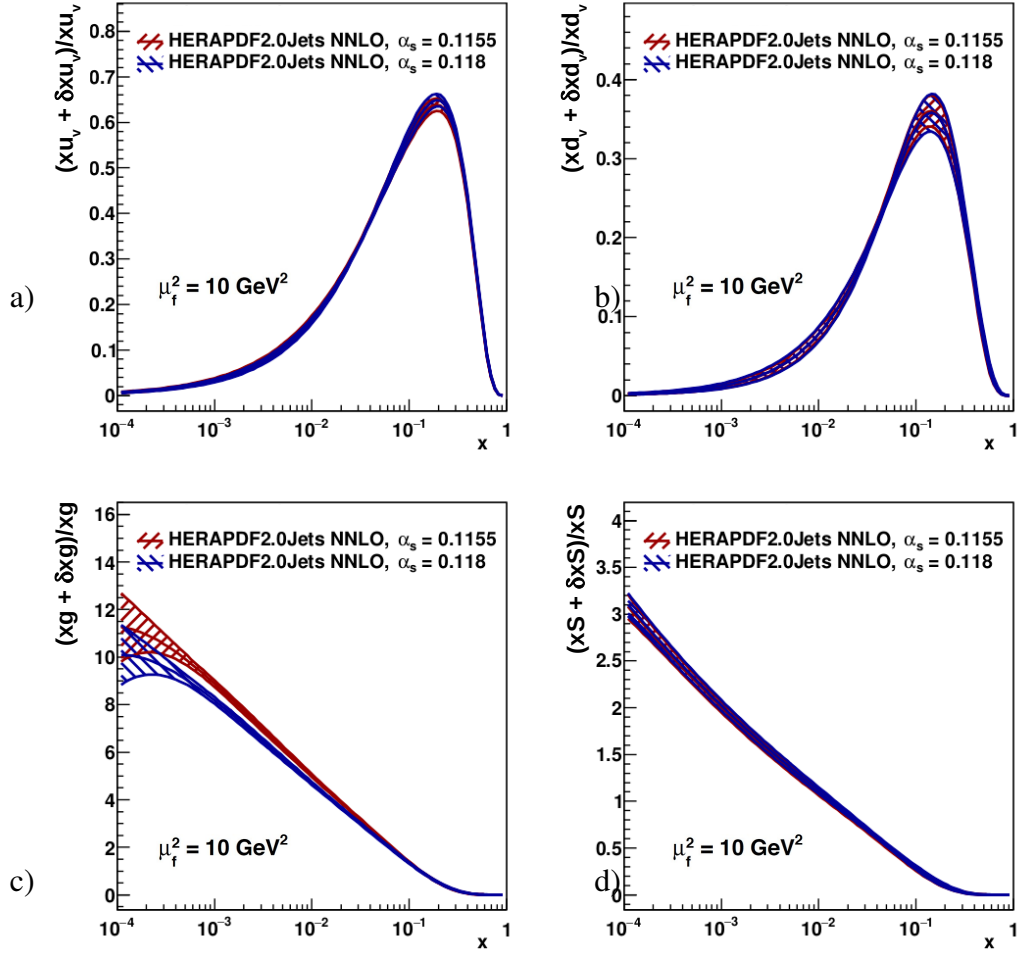 a)
(xu_v + δxu_v)/xu_v
0.8
0.7
0.6
0.5
0.4
0.3
0.2
0.1
0
HERAPDF2.0Jets NNLO, α_s = 0.1155
HERAPDF2.0Jets NNLO, α_s = 0.118
μ_f^2 = 10 GeV^2
10^−4 10^−3 10^−2 10^−1 1
x
b)
(xd_v + δxd_v)/xd_v
0.4
0.3
0.2
0.1
0
HERAPDF2.0Jets NNLO, α_s = 0.1155
HERAPDF2.0Jets NNLO, α_s = 0.118
μ_f^2 = 10 GeV^2
10^−4 10^−3 10^−2 10^−1 1
x
c)
(xg + δxg)/xg
16
14
12
10
8
6
4
2
0
HERAPDF2.0Jets NNLO, α_s = 0.1155
HERAPDF2.0Jets NNLO, α_s = 0.118
μ_f^2 = 10 GeV^2
10^−4 10^−3 10^−2 10^−1 1
x
d)
(xS + δxS)/xS
4
3.5
3
2.5
2
1.5
1
0.5
0
HERAPDF2.0Jets NNLO, α_s = 0.1155
HERAPDF2.0Jets NNLO, α_s = 0.118
μ_f^2 = 10 GeV^2
10^−4 10^−3 10^−2 10^−1 1
x